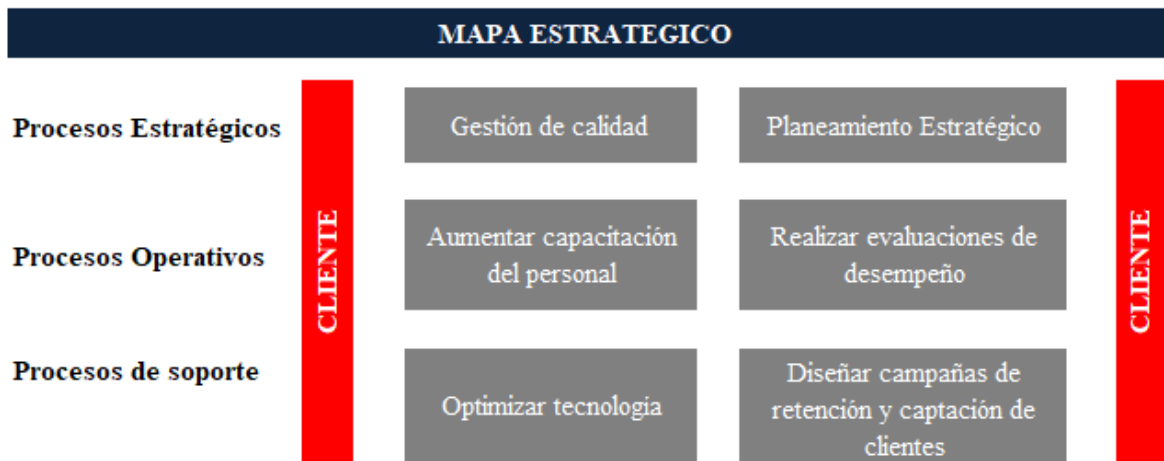 MAPA ESTRATEGICO
Procesos Estratégicos
CLIENTE
Gestión de calidad
Planeamiento Estratégico
CLIENTE
Procesos Operativos
Aumentar capacitación
del personal
Realizar evaluaciones de
desempeño
Procesos de soporte
Optimizar tecnología
Diseñar campañas de
retención y captación de
clientes